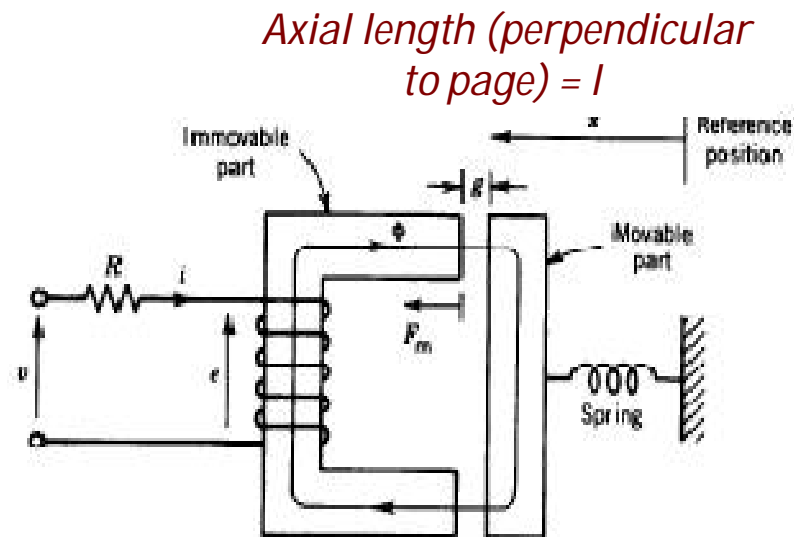 Axial length (perpendicular
to page) = l
x
Reference
position
Immovable
part
g
ϕ
Movable
part
R
i
F_m
v
e
Spring